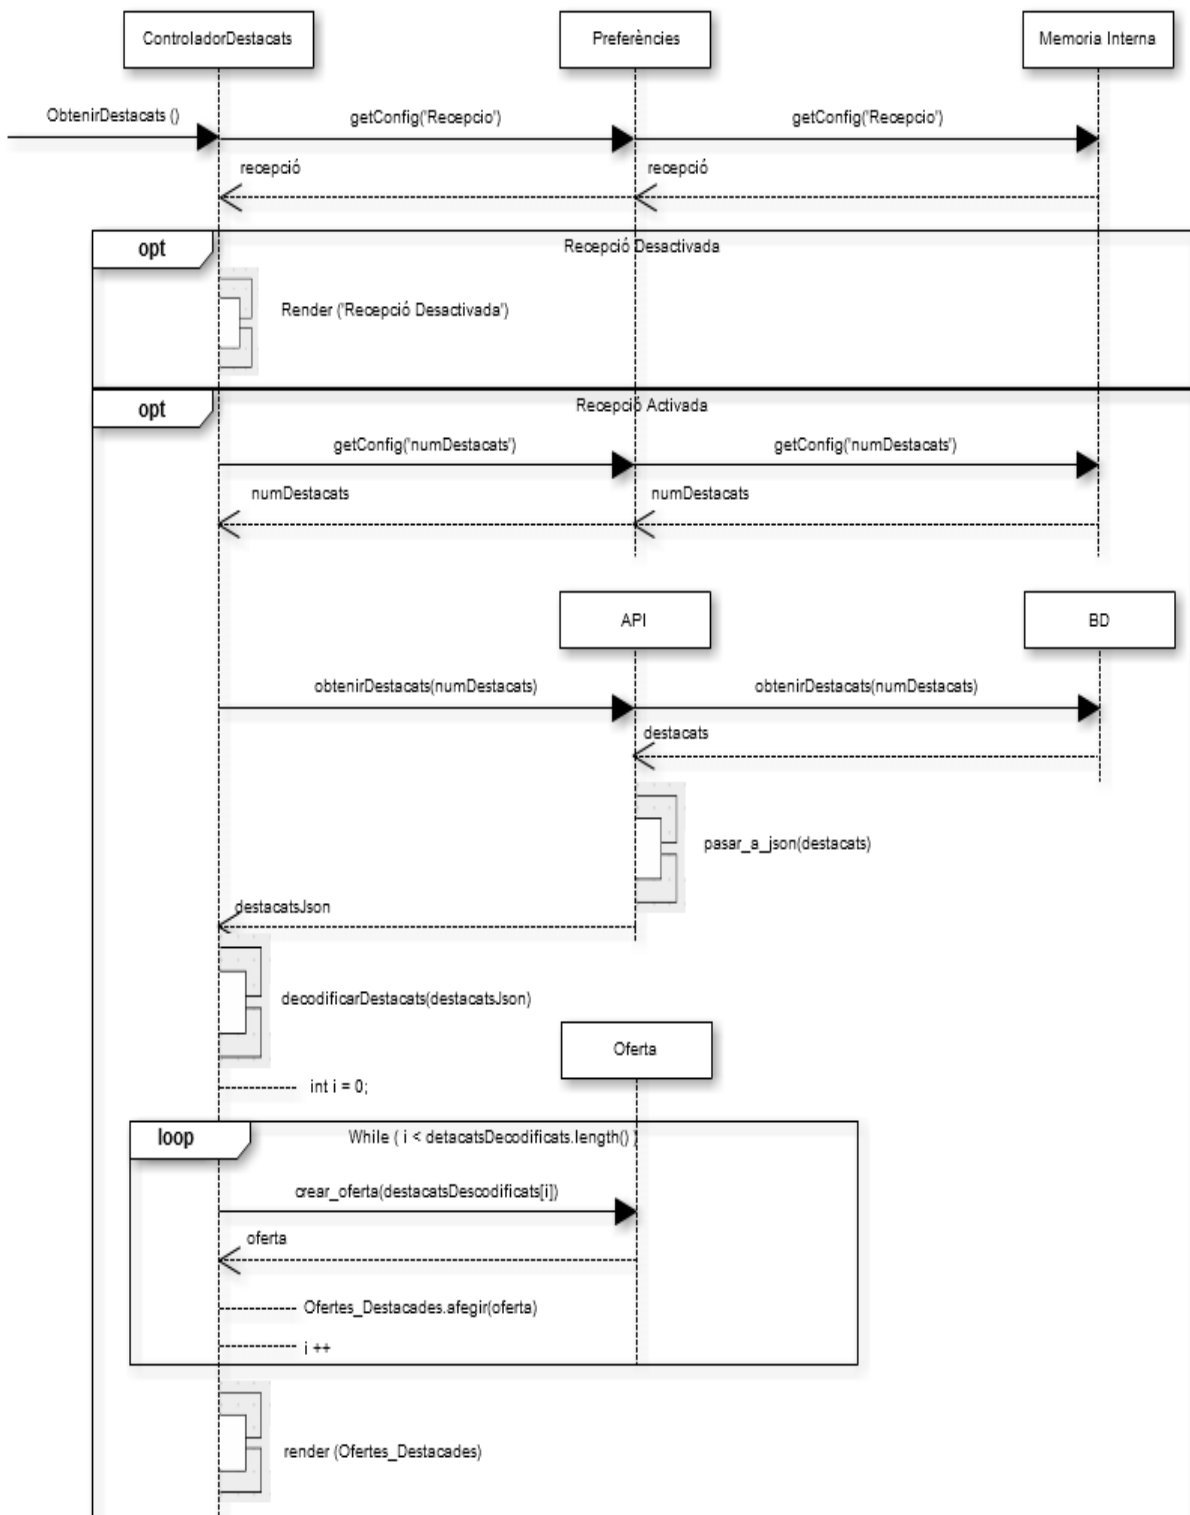 ControladorDestacats
Preferències
Memoria Interna
ObtenirDestacats ()
getConfig('Recepcio')
getConfig('Recepcio')
recepció
recepció
opt
Recepció Desactivada
Render ('Recepció Desactivada')
opt
Recepció Activada
getConfig('numDestacats')
getConfig('numDestacats')
numDestacats
numDestacats
API
BD
obtenirDestacats(numDestacats)
obtenirDestacats(numDestacats)
destacats
pasar_a_json(destacats)
destacatsJson
decodificarDestacats(destacatsJson)
Oferta
int i = 0;
loop
While ( i < detacatsDecodificats.length() )
crear_oferta(destacatsDescodificats[i])
oferta
Ofertes_Destacades.afegir(oferta)
i ++
render (Ofertes_Destacades)